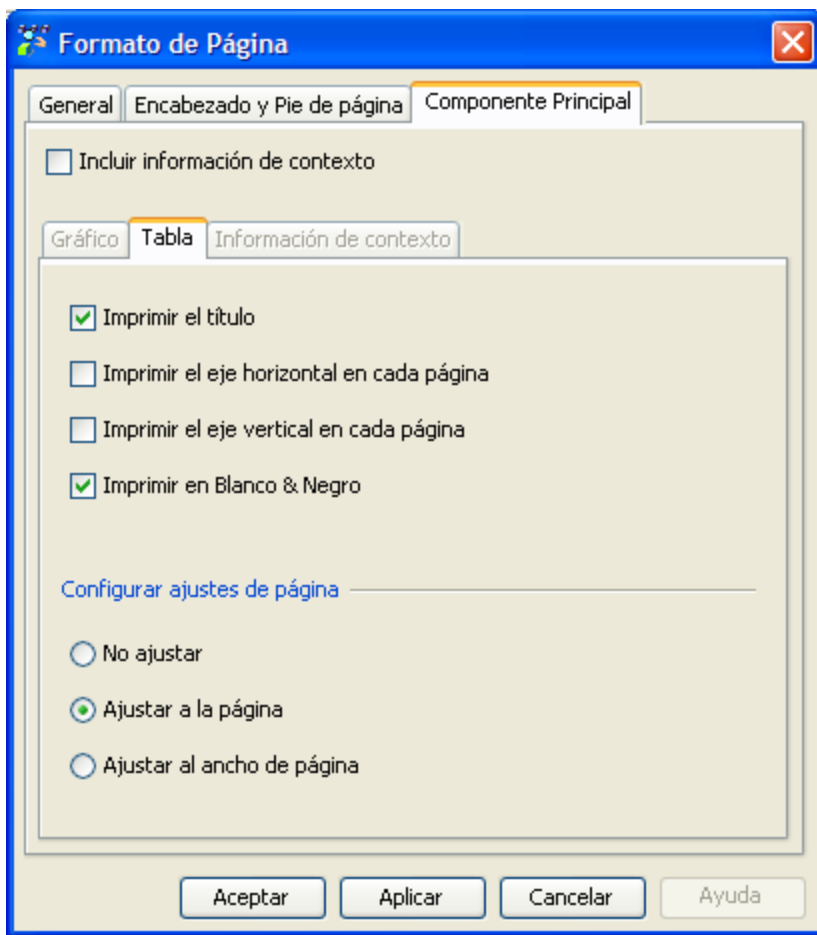 Formato de Página
General Encabezado y Pie de página Componente Principal
Incluir información de contexto
Gráfico Tabla Información de contexto
Imprimir el título
Imprimir el eje horizontal en cada página
Imprimir el eje vertical en cada página
Imprimir en Blanco & Negro
Configurar ajustes de página
No ajustar
Ajustar a la página
Ajustar al ancho de página
Aceptar Aplicar Cancelar Ayuda